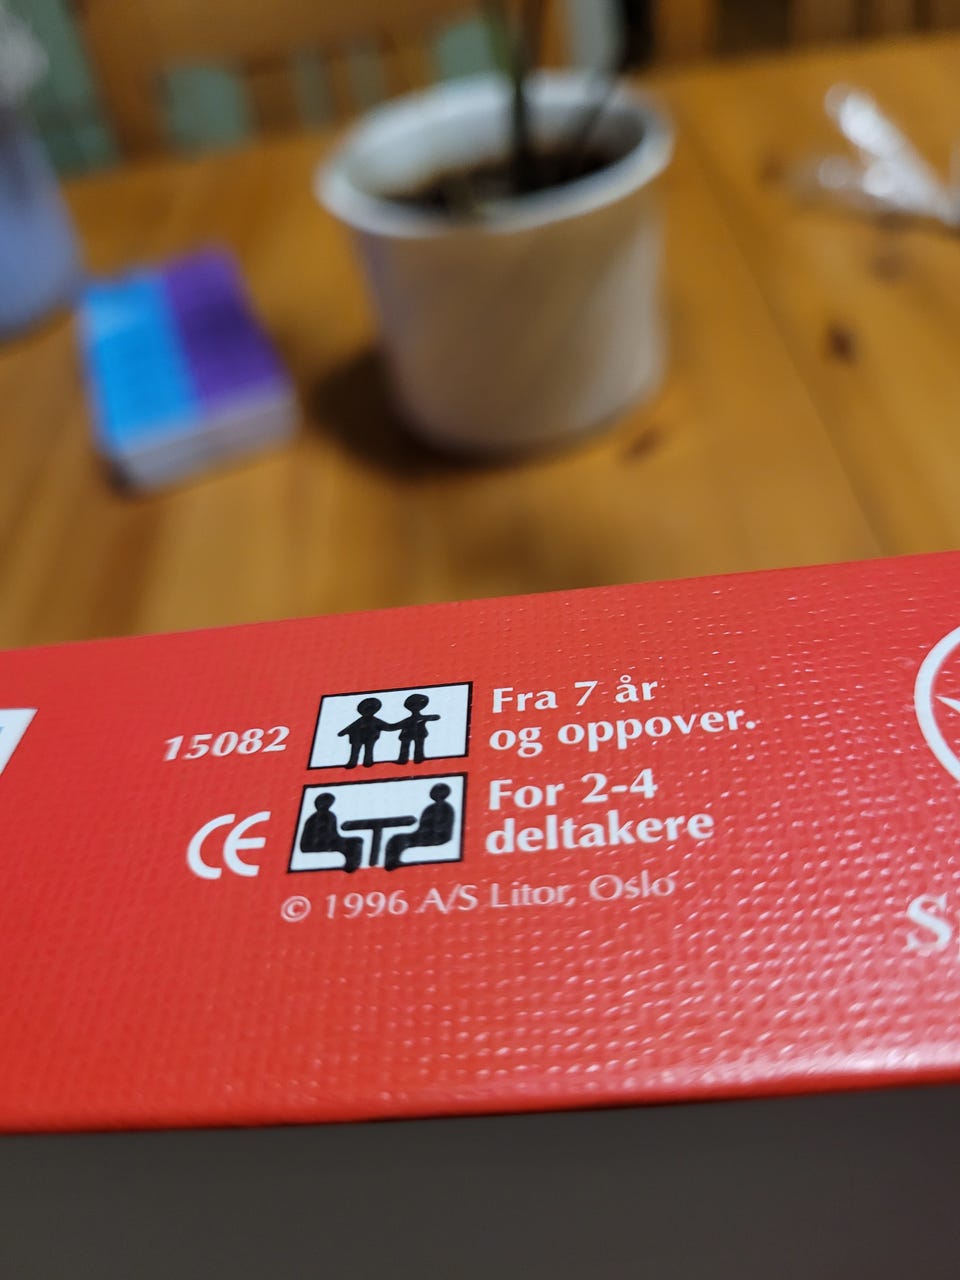 15082
Fra 7 år
og oppover.
CE
For 2-4
deltakere
© 1996 A/S Litor, Oslo
S